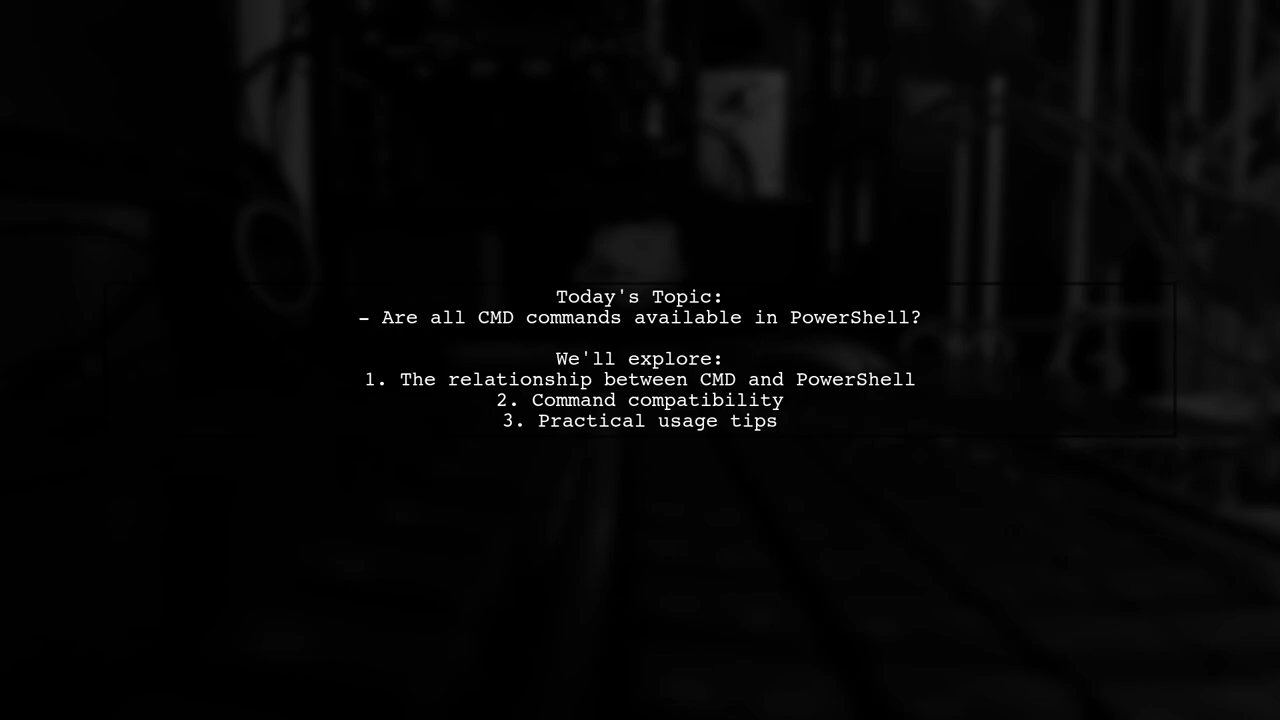 Today's Topic:
- Are all CMD commands available in PowerShell?
We'll explore:
1. The relationship between CMD and PowerShell
2. Command compatibility
3. Practical usage tips